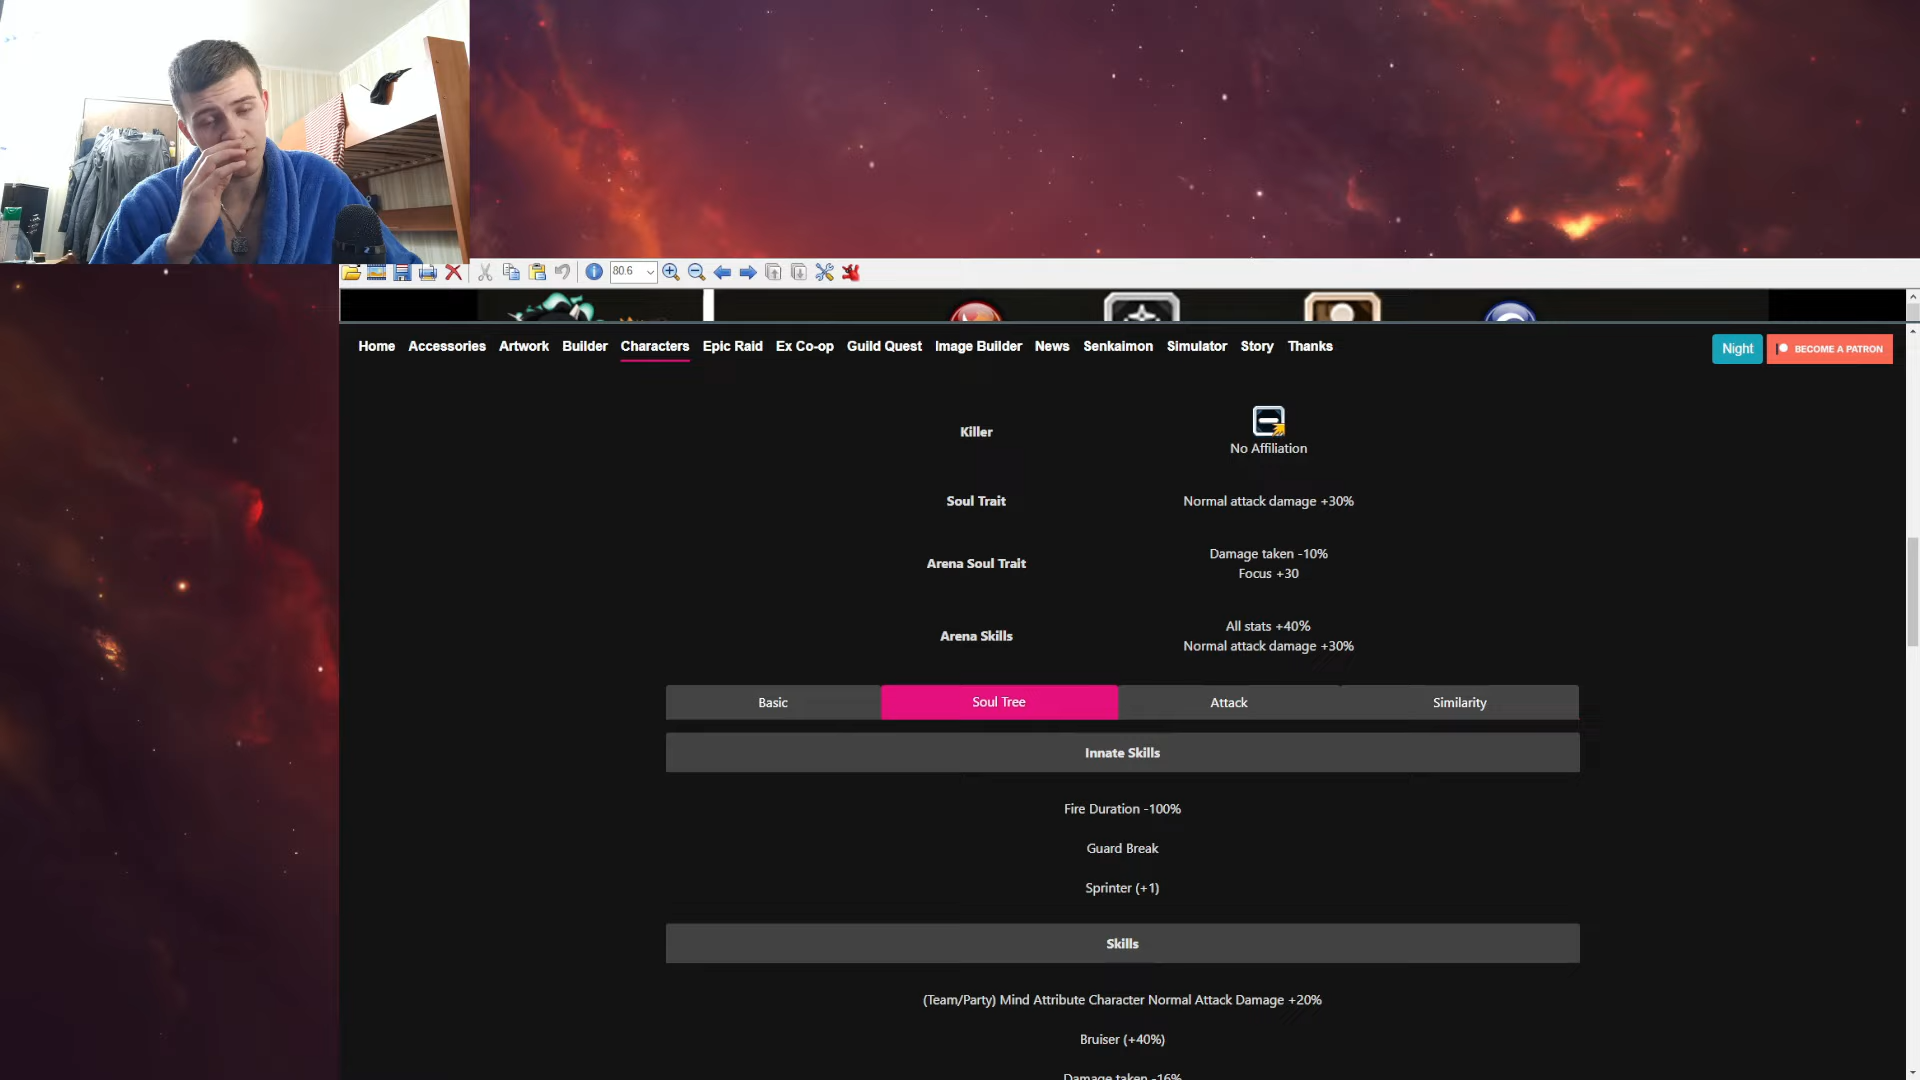 80.6
Home Accessories Artwork Builder Characters Epic Raid Ex Co-op Guild Quest Image Builder News Senkaimon Simulator Story Thanks
Night
BECOME A PATRON
Killer
No Affiliation
Soul Trait
Normal attack damage +30%
Arena Soul Trait
Damage taken -10%
Focus +30
Arena Skills
All stats +40%
Normal attack damage +30%
Basic
Soul Tree
Attack
Similarity
Innate Skills
Fire Duration -100%
Guard Break
Sprinter (+1)
Skills
(Team/Party) Mind Attribute Character Normal Attack Damage +20%
Bruiser (+40%)
Damage taken -16%